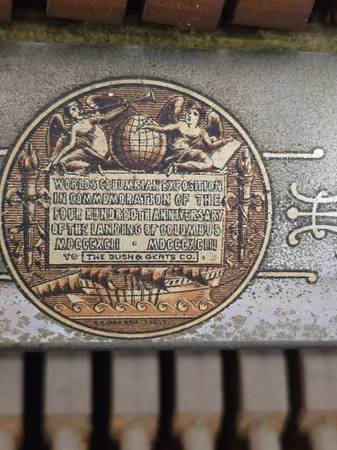 WORLD'S COLUMBIAN EXPOSITION
IN COMMEMORATION OF THE
FOUR HUNDREDTH ANNIVERSARY
OF THE LANDING OF COLUMBUS
MDCCCXCII - MDCCCXCIII
TO THE BUSH & GERTS CO.